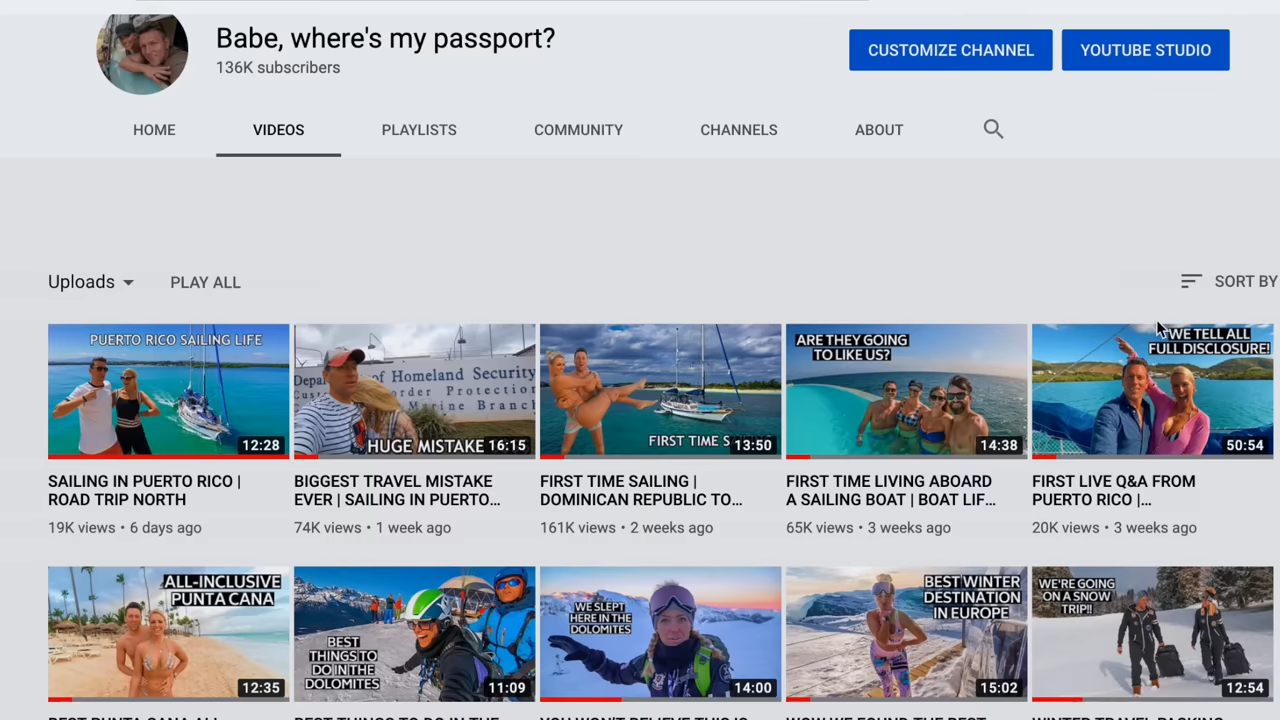 Babe, where's my passport?
136K subscribers
CUSTOMIZE CHANNEL
YOUTUBE STUDIO
HOME
VIDEOS
PLAYLISTS
COMMUNITY
CHANNELS
ABOUT
Uploads
PLAY ALL
SORT BY
PUERTO RICO SAILING LIFE
12:28
of Homeland Security
Protection
Marine Branch
HUGE MISTAKE
16:15
FIRST TIME S
13:50
ARE THEY GOING
TO LIKE US?
14:38
WE TELL ALL
FULL DISCLOSURE!
50:54
SAILING IN PUERTO RICO |
ROAD TRIP NORTH
19K views • 6 days ago
BIGGEST TRAVEL MISTAKE
EVER | SAILING IN PUERTO...
74K views • 1 week ago
FIRST TIME SAILING |
DOMINICAN REPUBLIC TO...
161K views • 2 weeks ago
FIRST TIME LIVING ABOARD
A SAILING BOAT | BOAT LIF...
65K views • 3 weeks ago
FIRST LIVE Q&A FROM
PUERTO RICO |...
20K views • 3 weeks ago
ALL-INCLUSIVE
PUNTA CANA
12:35
BEST
THINGS TO
DO IN THE
DOLOMITES
11:09
WE SLEPT
HERE IN THE
DOLOMITES
14:00
BEST WINTER
DESTINATION
IN EUROPE
15:02
WE'RE GOING
ON A SNOW
TRIP!!
12:54